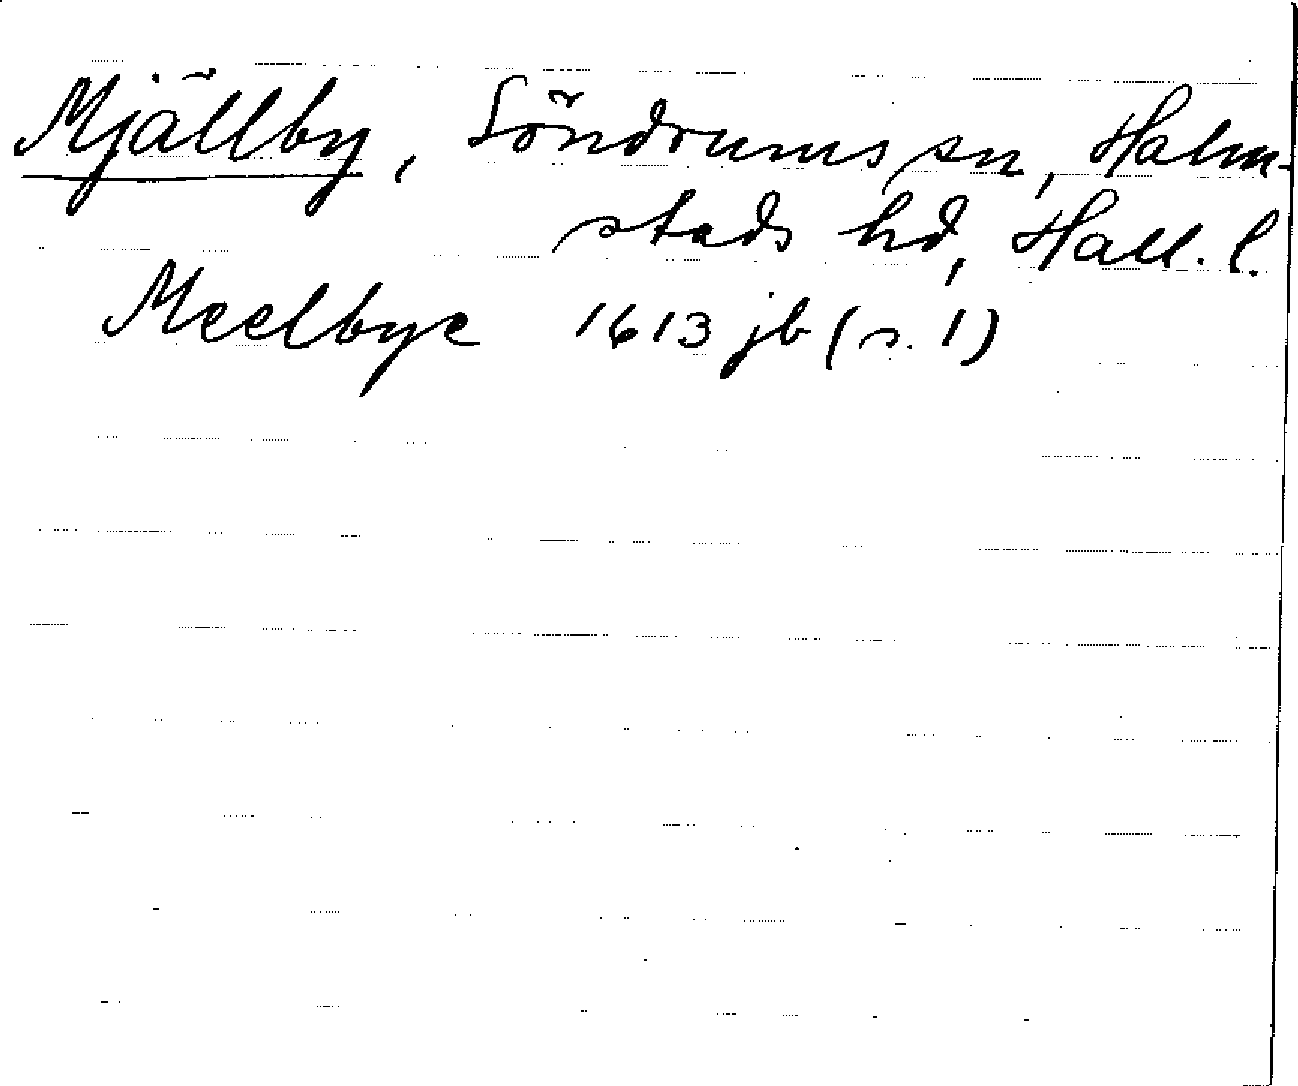 Mjällby, Söndrums sn, Halm-
stads hd, Hall. l.
Meelbye 1613 jb (s. 1)